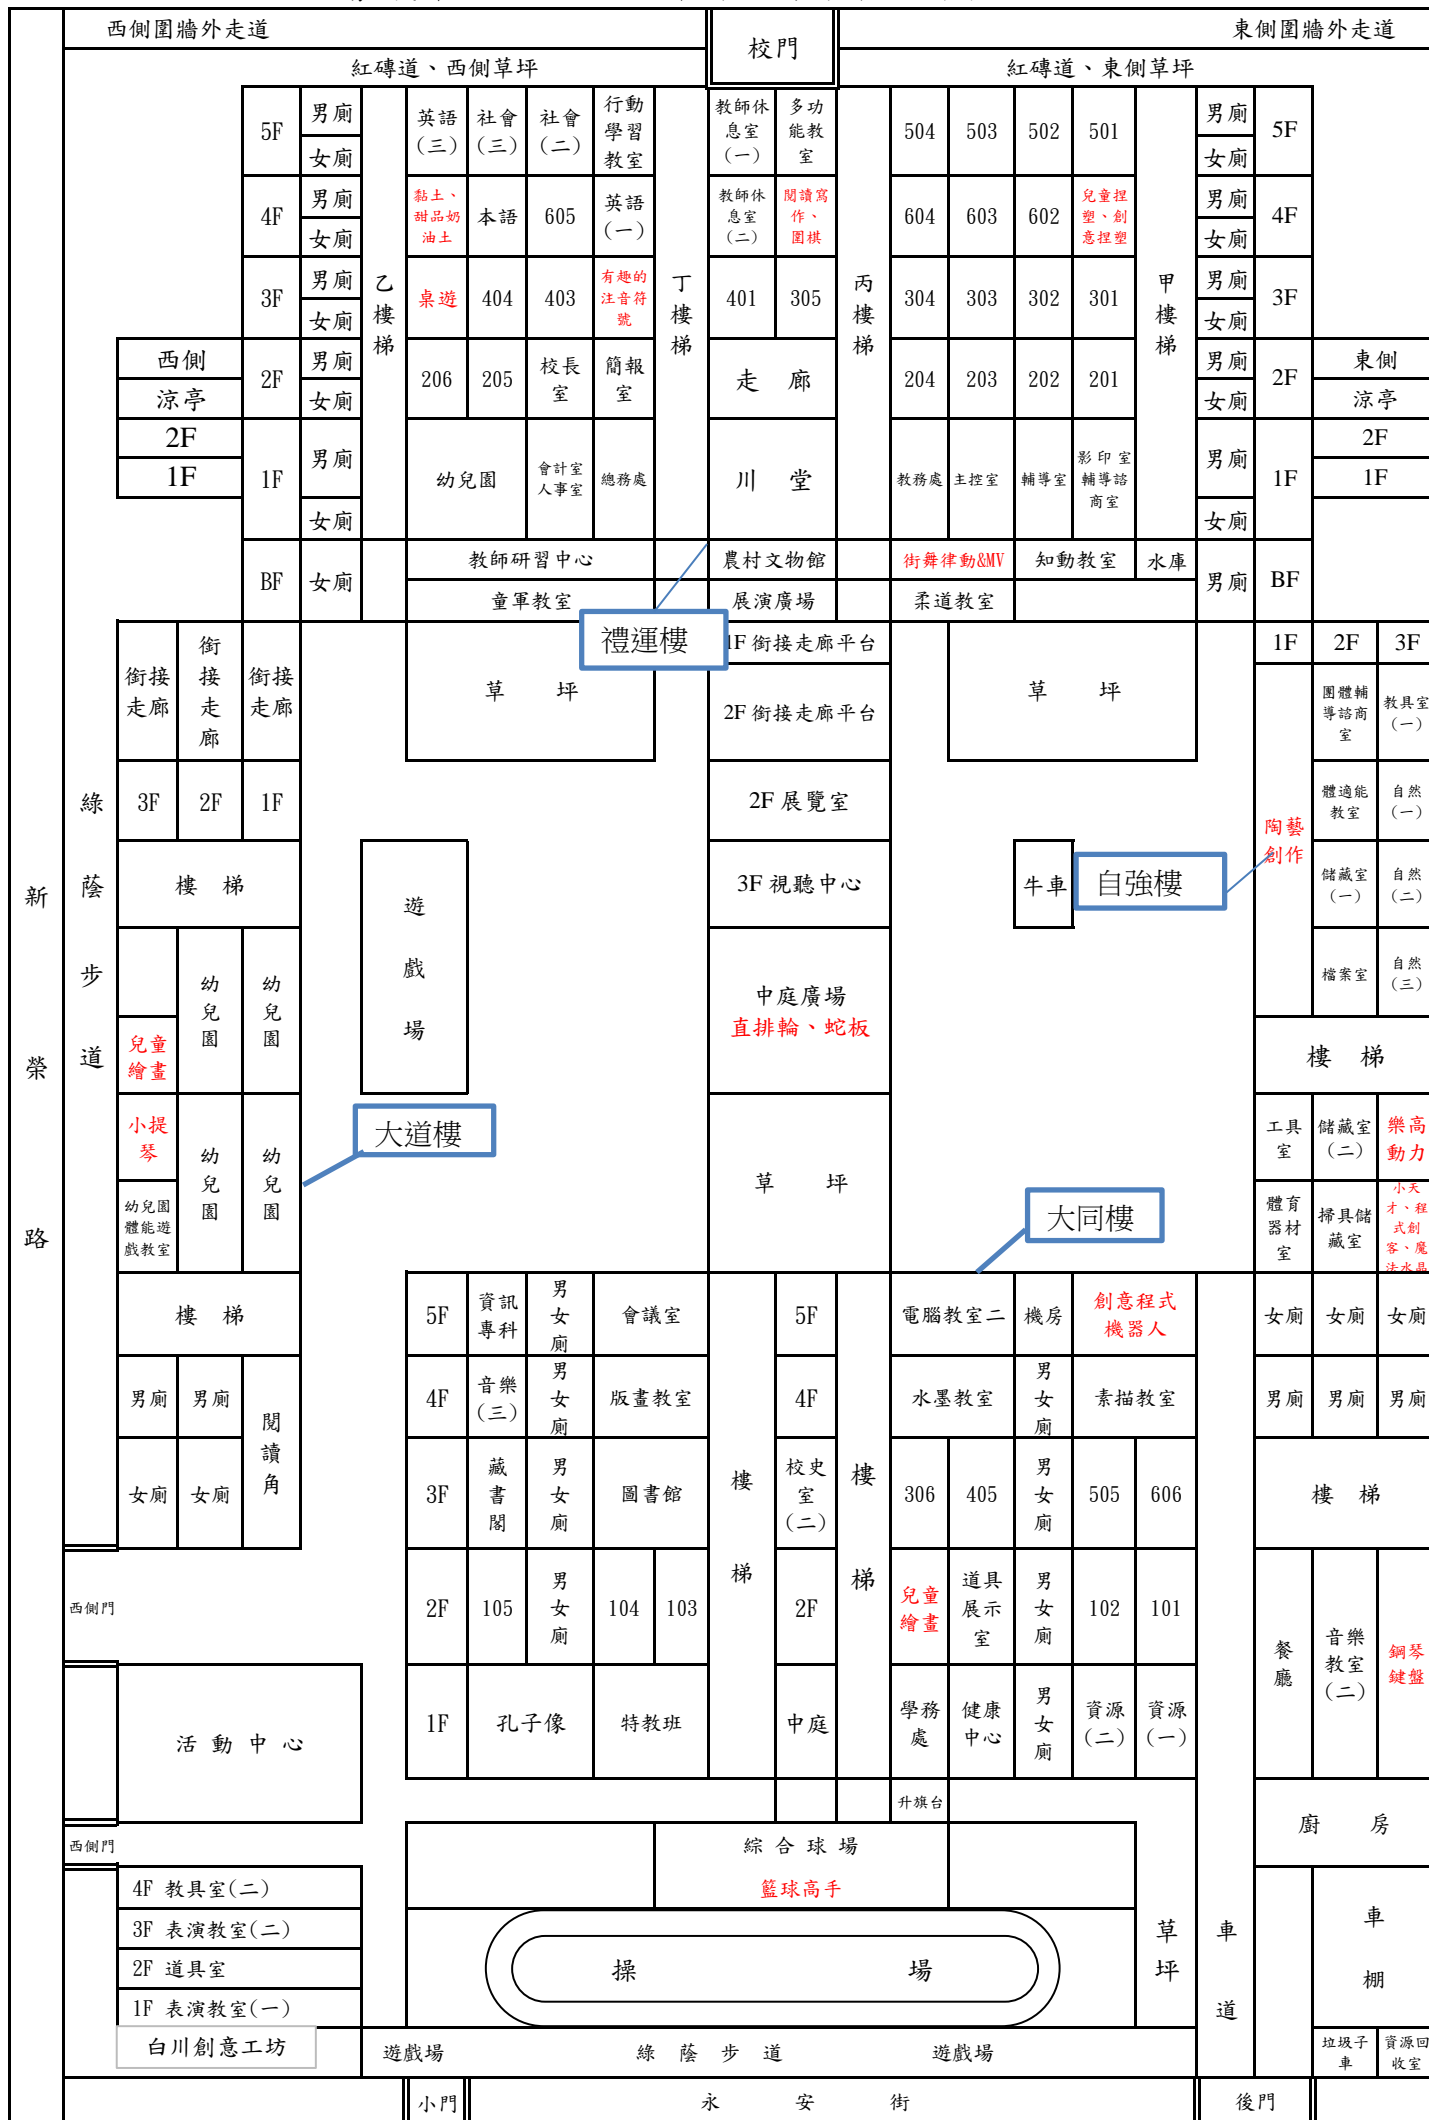 西側圍牆外走道
校門
東側圍牆外走道
紅磚道、西側草坪
紅磚道、東側草坪
5F
男廁
女廁
英語
(三)
社會
(三)
社會
(二)
行動
學習
教室
教師休
息室
(一)
多功
能教
室
504
503
502
501
男廁
女廁
5F
4F
男廁
女廁
黏土、
甜品奶
油土
本語
605
英語
(一)
教師休
息室
(二)
閱讀寫
作、
圍棋
604
603
602
兒童捏
塑、創
意捏塑
男廁
女廁
4F
乙樓梯
丁樓梯
丙樓梯
甲樓梯
3F
男廁
女廁
桌遊
404
403
有趣的
注音符
號
401
305
304
303
302
301
男廁
女廁
3F
西側
涼亭
2F
1F
2F
男廁
女廁
206
205
校長
室
簡報
室
走 廊
204
203
202
201
男廁
女廁
2F
東側
涼亭
2F
1F
1F
男廁
女廁
幼兒園
會計室
人事室
總務處
川 堂
教務處
主控室
輔導室
影印室
輔導諮
商室
男廁
女廁
1F
BF
女廁
教師研習中心
農村文物館
街舞律動&MV
知動教室
水庫
男廁
BF
童軍教室
展演廣場
柔道教室
禮運樓
銜接
走廊
銜接走廊
銜接
走廊
草 坪
1F 銜接走廊平台
2F 銜接走廊平台
草 坪
1F
2F
3F
團體輔
導諮商
室
教具室
(一)
3F
2F
1F
2F 展覽室
體適能
教室
自然
(一)
陶藝
創作
樓 梯
遊戲場
3F 視聽中心
牛車
自強樓
儲藏室
(一)
自然
(二)
新榮路
綠蔭步道
幼兒園
幼兒園
中庭廣場
直排輪、蛇板
檔案室
自然
(三)
兒童
繪畫
樓 梯
小提
琴
幼兒園
幼兒園
大道樓
草 坪
工具
室
儲藏室
(二)
樂高
動力
幼兒園
體能遊
戲教室
大同樓
體育
器材
室
掃具儲
藏室
小天
才、程
式創
客、魔
法水晶
樓 梯
5F
資訊
專科
男女廁
會議室
5F
電腦教室二
機房
創意程式
機器人
女廁
女廁
女廁
男廁
男廁
閱讀角
4F
音樂
(三)
男女廁
版畫教室
4F
水墨教室
男女廁
素描教室
男廁
男廁
男廁
女廁
女廁
3F
藏書閣
男女廁
圖書館
樓梯
校史
室
(二)
樓梯
306
405
男女廁
505
606
樓 梯
西側門
2F
105
男女廁
104
103
2F
兒童
繪畫
道具
展示
室
男女廁
102
101
餐廳
音樂
教室
(二)
鋼琴
鍵盤
活動中心
1F
孔子像
特教班
中庭
學務
處
健康
中心
男女廁
資源
(二)
資源
(一)
升旗台
廚 房
西側門
綜合球場
籃球高手
4F 教具室(二)
3F 表演教室(二)
2F 道具室
1F 表演教室(一)
白川創意工坊
操 場
草坪
車道
車棚
遊戲場
綠蔭步道
遊戲場
垃圾子
車
資源回
收室
小門
永安街
後門